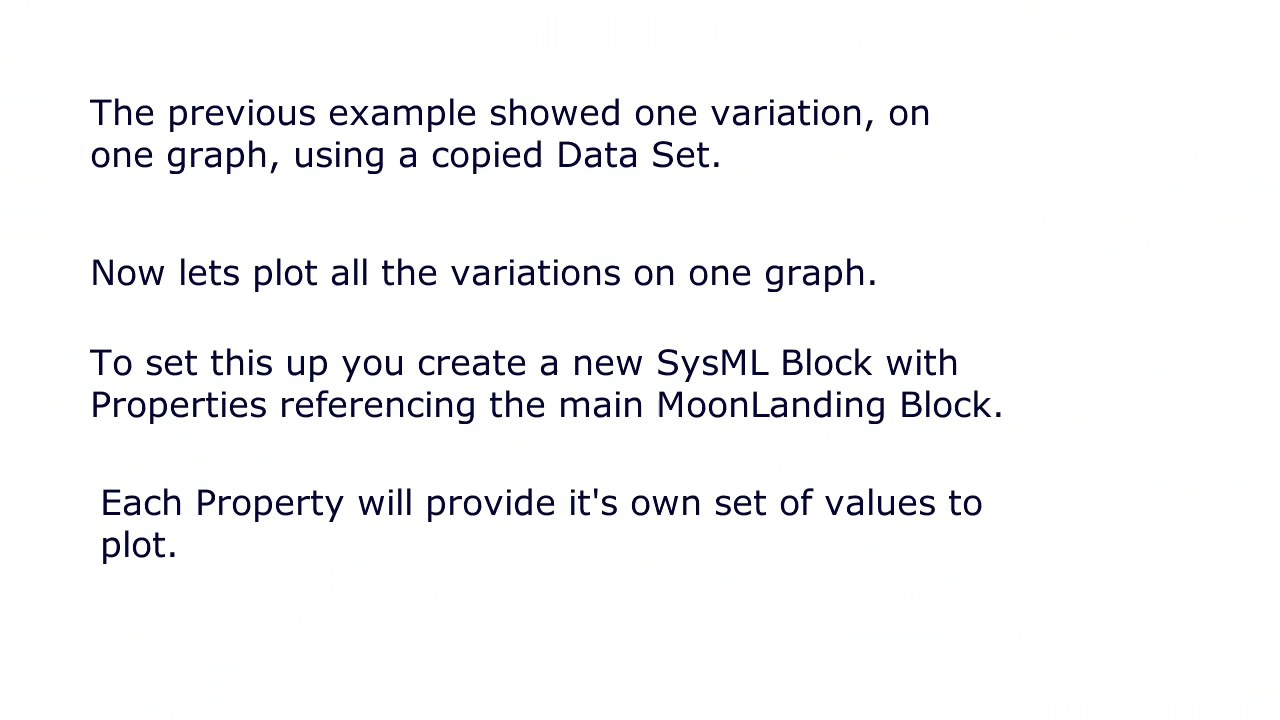 The previous example showed one variation, on
one graph, using a copied Data Set.
Now lets plot all the variations on one graph.
To set this up you create a new SysML Block with
Properties referencing the main MoonLanding Block.
Each Property will provide it's own set of values to
plot.